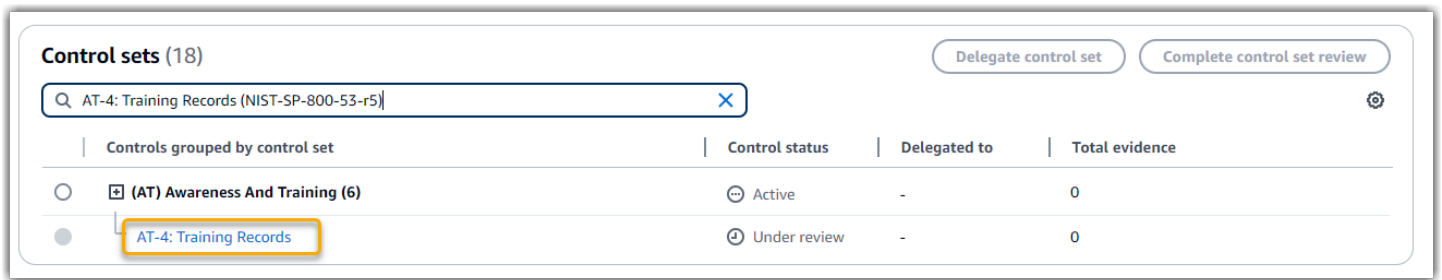 Control sets (18)
Delegate control set
Complete control set review
AT-4: Training Records (NIST-SP-800-53-r5)
Controls grouped by control set
Control status
Delegated to
Total evidence
(AT) Awareness And Training (6)
Active
-
0
AT-4: Training Records
Under review
-
0